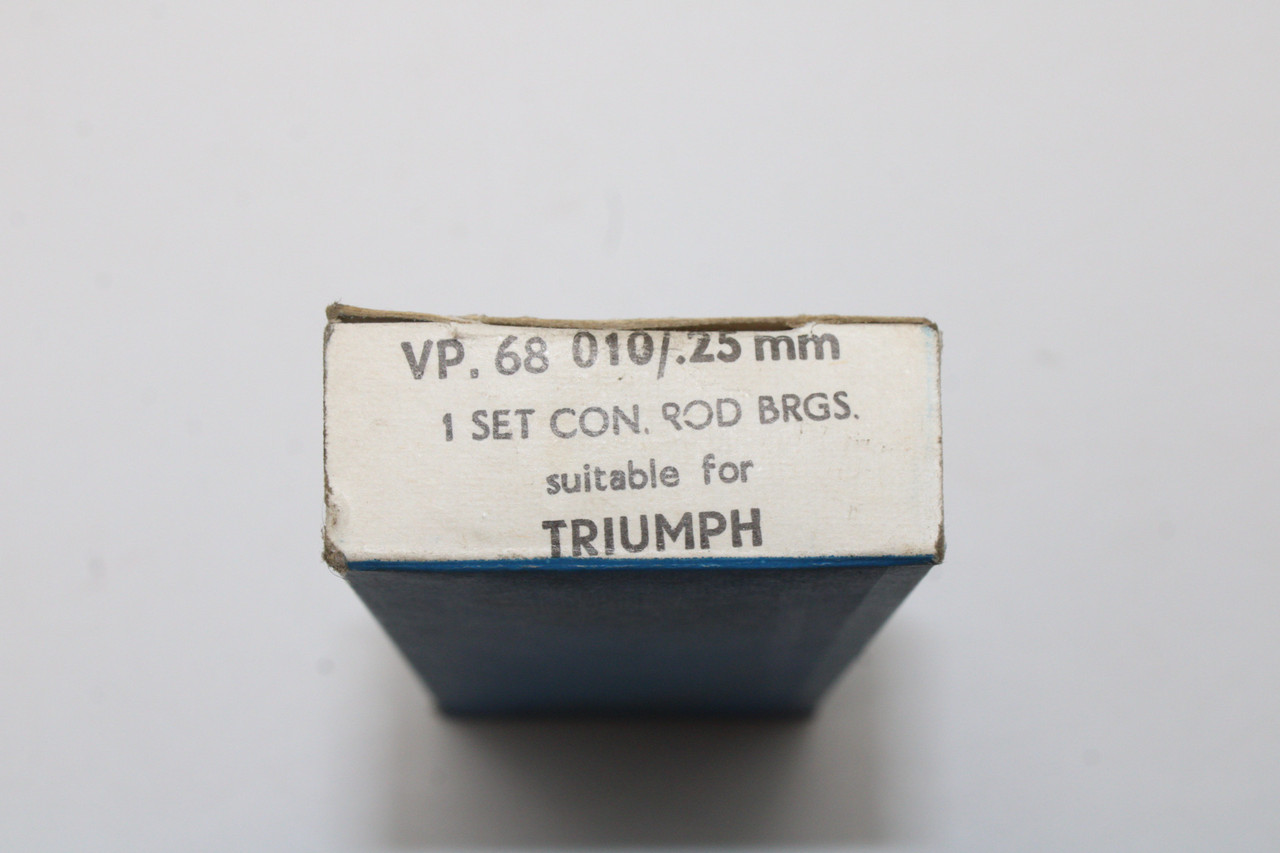 VP. 68 010/.25 mm
1 SET CON. ROD BRGS.
suitable for
TRIUMPH